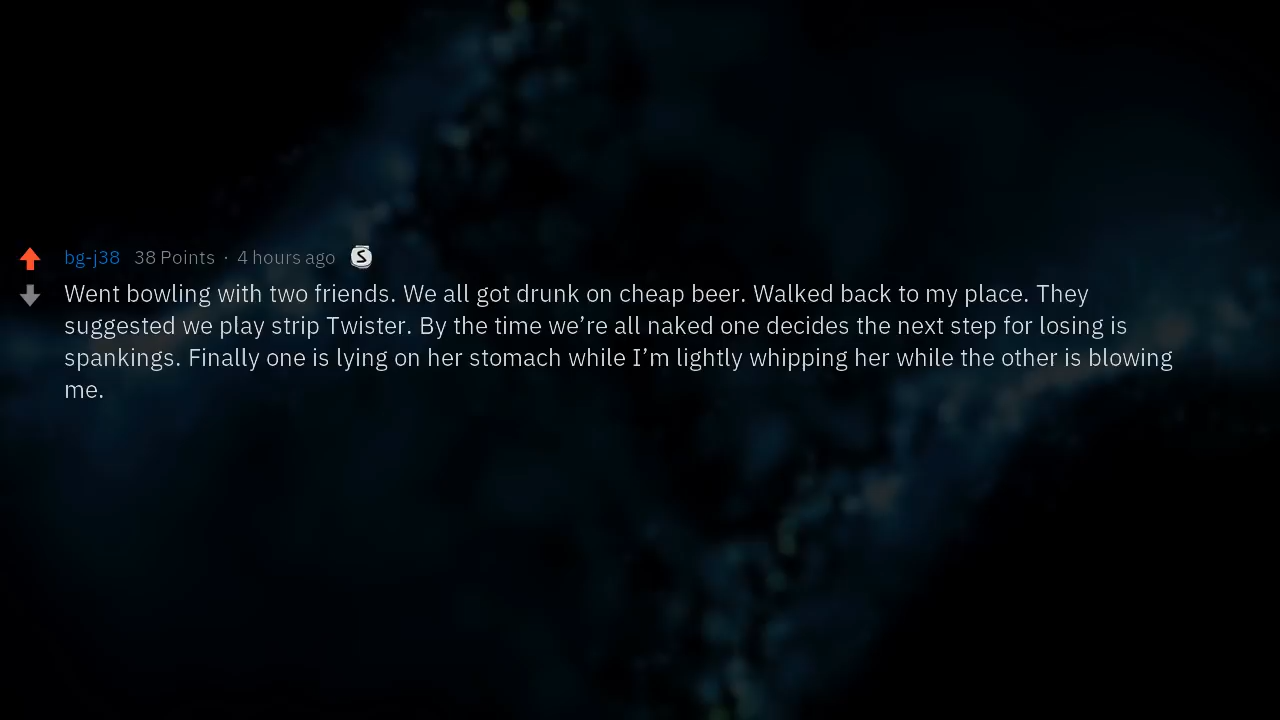 bg-j38 38 Points · 4 hours ago S
Went bowling with two friends. We all got drunk on cheap beer. Walked back to my place. They
suggested we play strip Twister. By the time we’re all naked one decides the next step for losing is
spankings. Finally one is lying on her stomach while I’m lightly whipping her while the other is blowing
me.